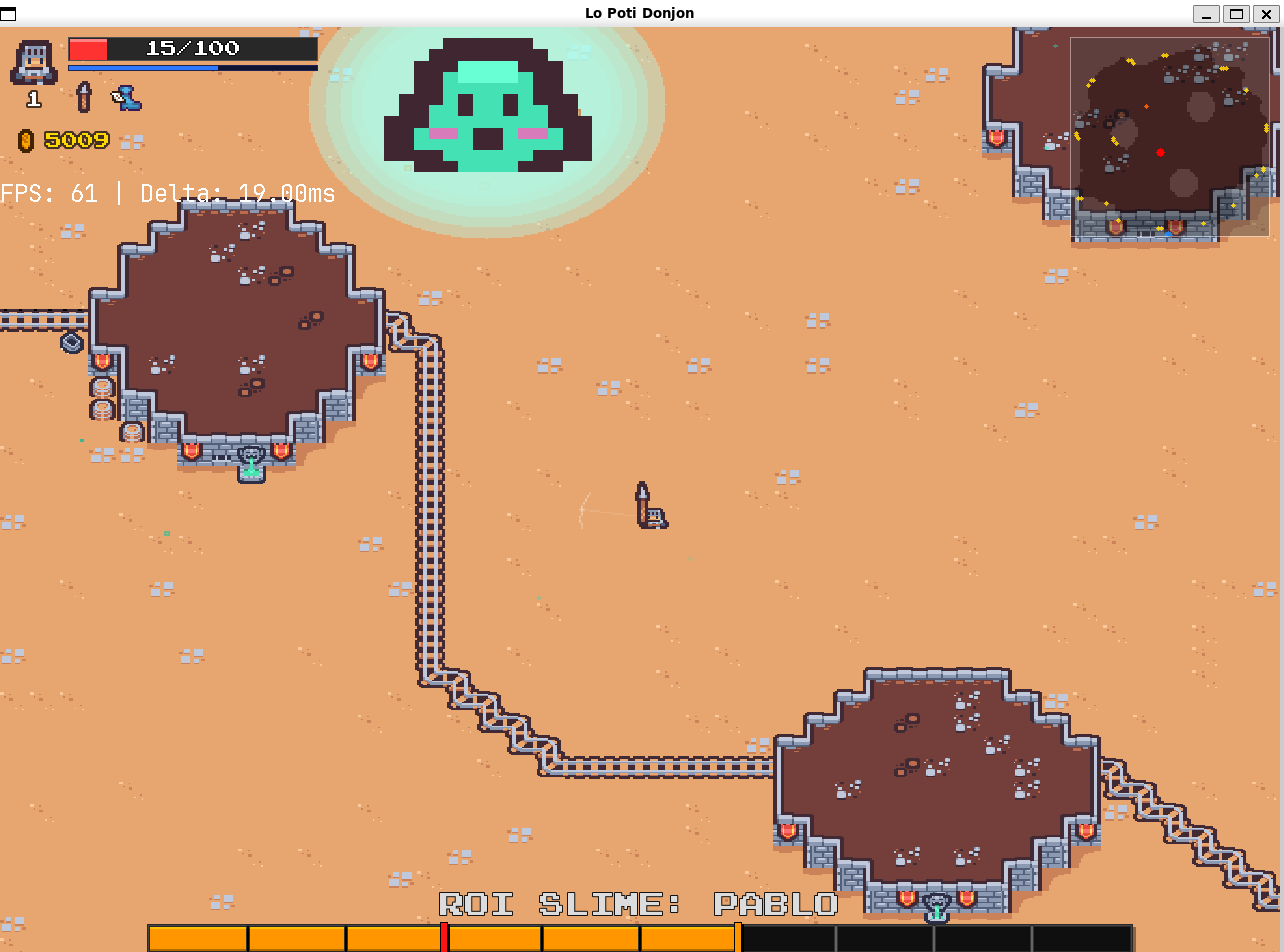 Lo Poti Donjon
15/100
1
5009
FPS: 61 | Delta: 19.00ms
ROI SLIME: PABLO